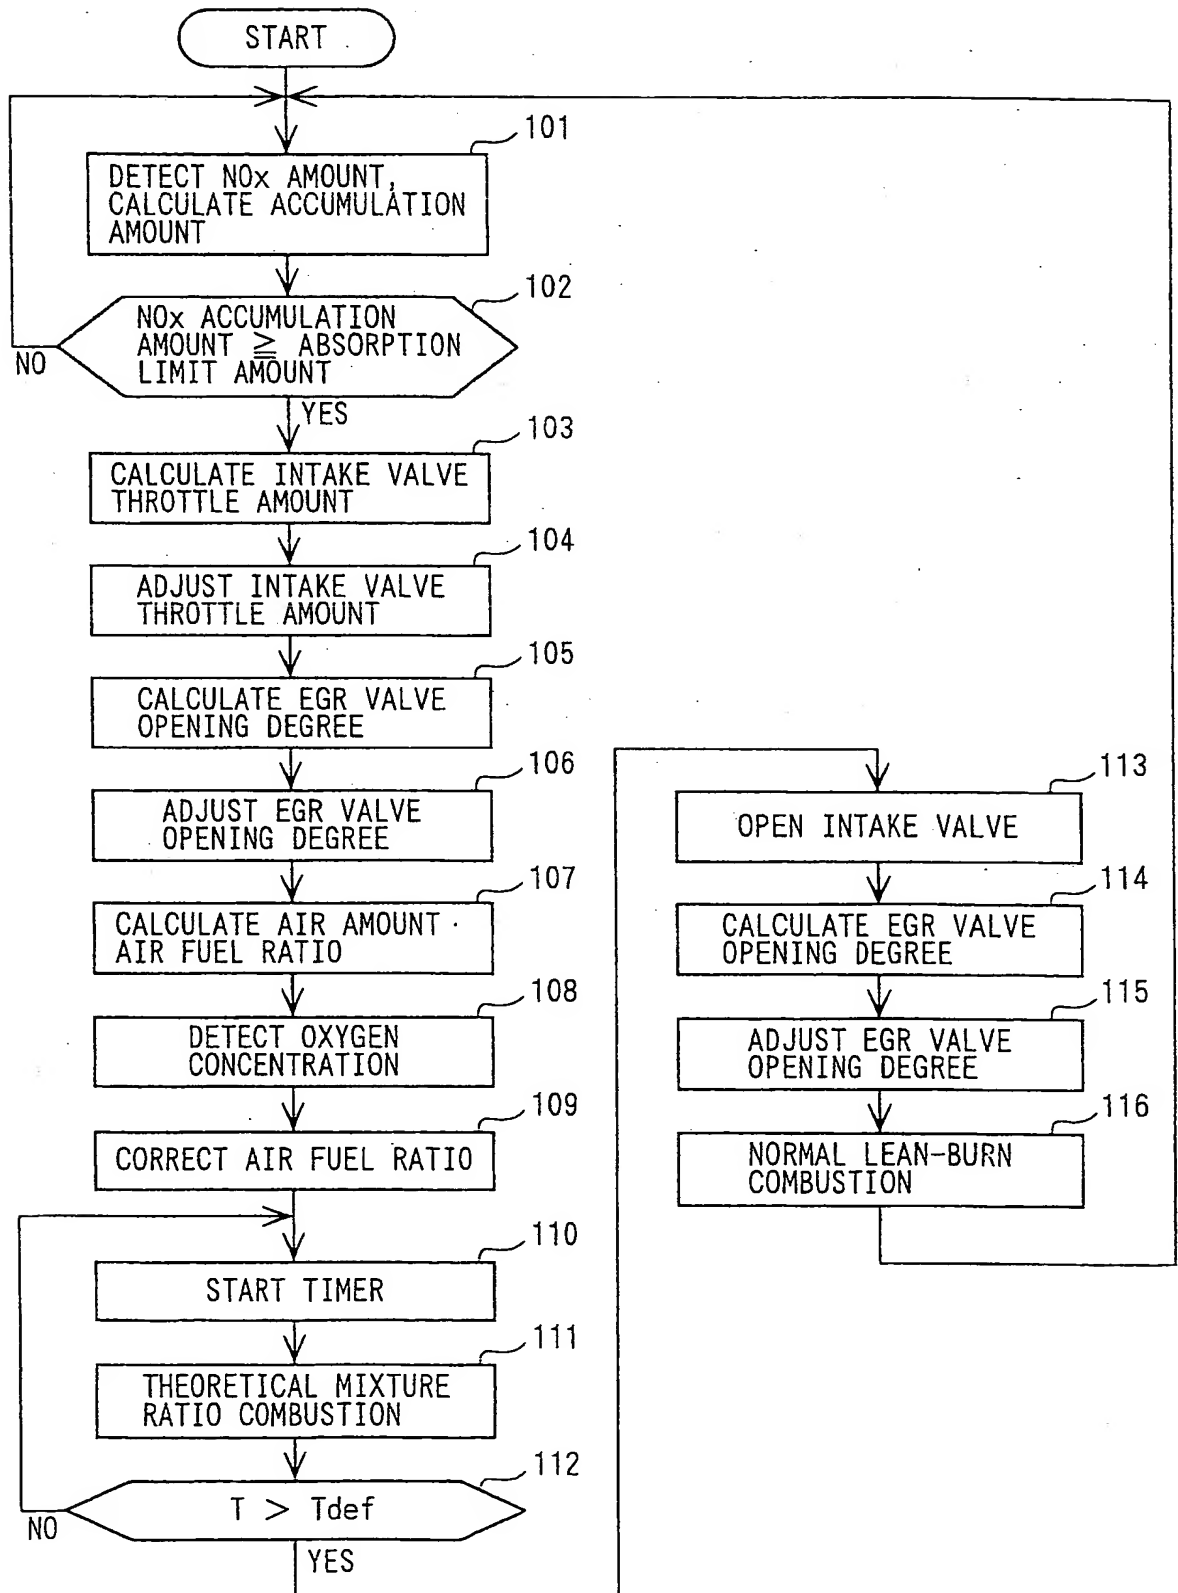 START
101
DETECT NOx AMOUNT,
CALCULATE ACCUMULATION
AMOUNT
102
NOx ACCUMULATION
AMOUNT ≧ ABSORPTION
LIMIT AMOUNT
NO
YES
103
CALCULATE INTAKE VALVE
THROTTLE AMOUNT
104
ADJUST INTAKE VALVE
THROTTLE AMOUNT
105
CALCULATE EGR VALVE
OPENING DEGREE
106
ADJUST EGR VALVE
OPENING DEGREE
107
CALCULATE AIR AMOUNT ·
AIR FUEL RATIO
108
DETECT OXYGEN
CONCENTRATION
109
CORRECT AIR FUEL RATIO
110
START TIMER
111
THEORETICAL MIXTURE
RATIO COMBUSTION
112
T > Tdef
NO
YES
113
OPEN INTAKE VALVE
114
CALCULATE EGR VALVE
OPENING DEGREE
115
ADJUST EGR VALVE
OPENING DEGREE
116
NORMAL LEAN-BURN
COMBUSTION